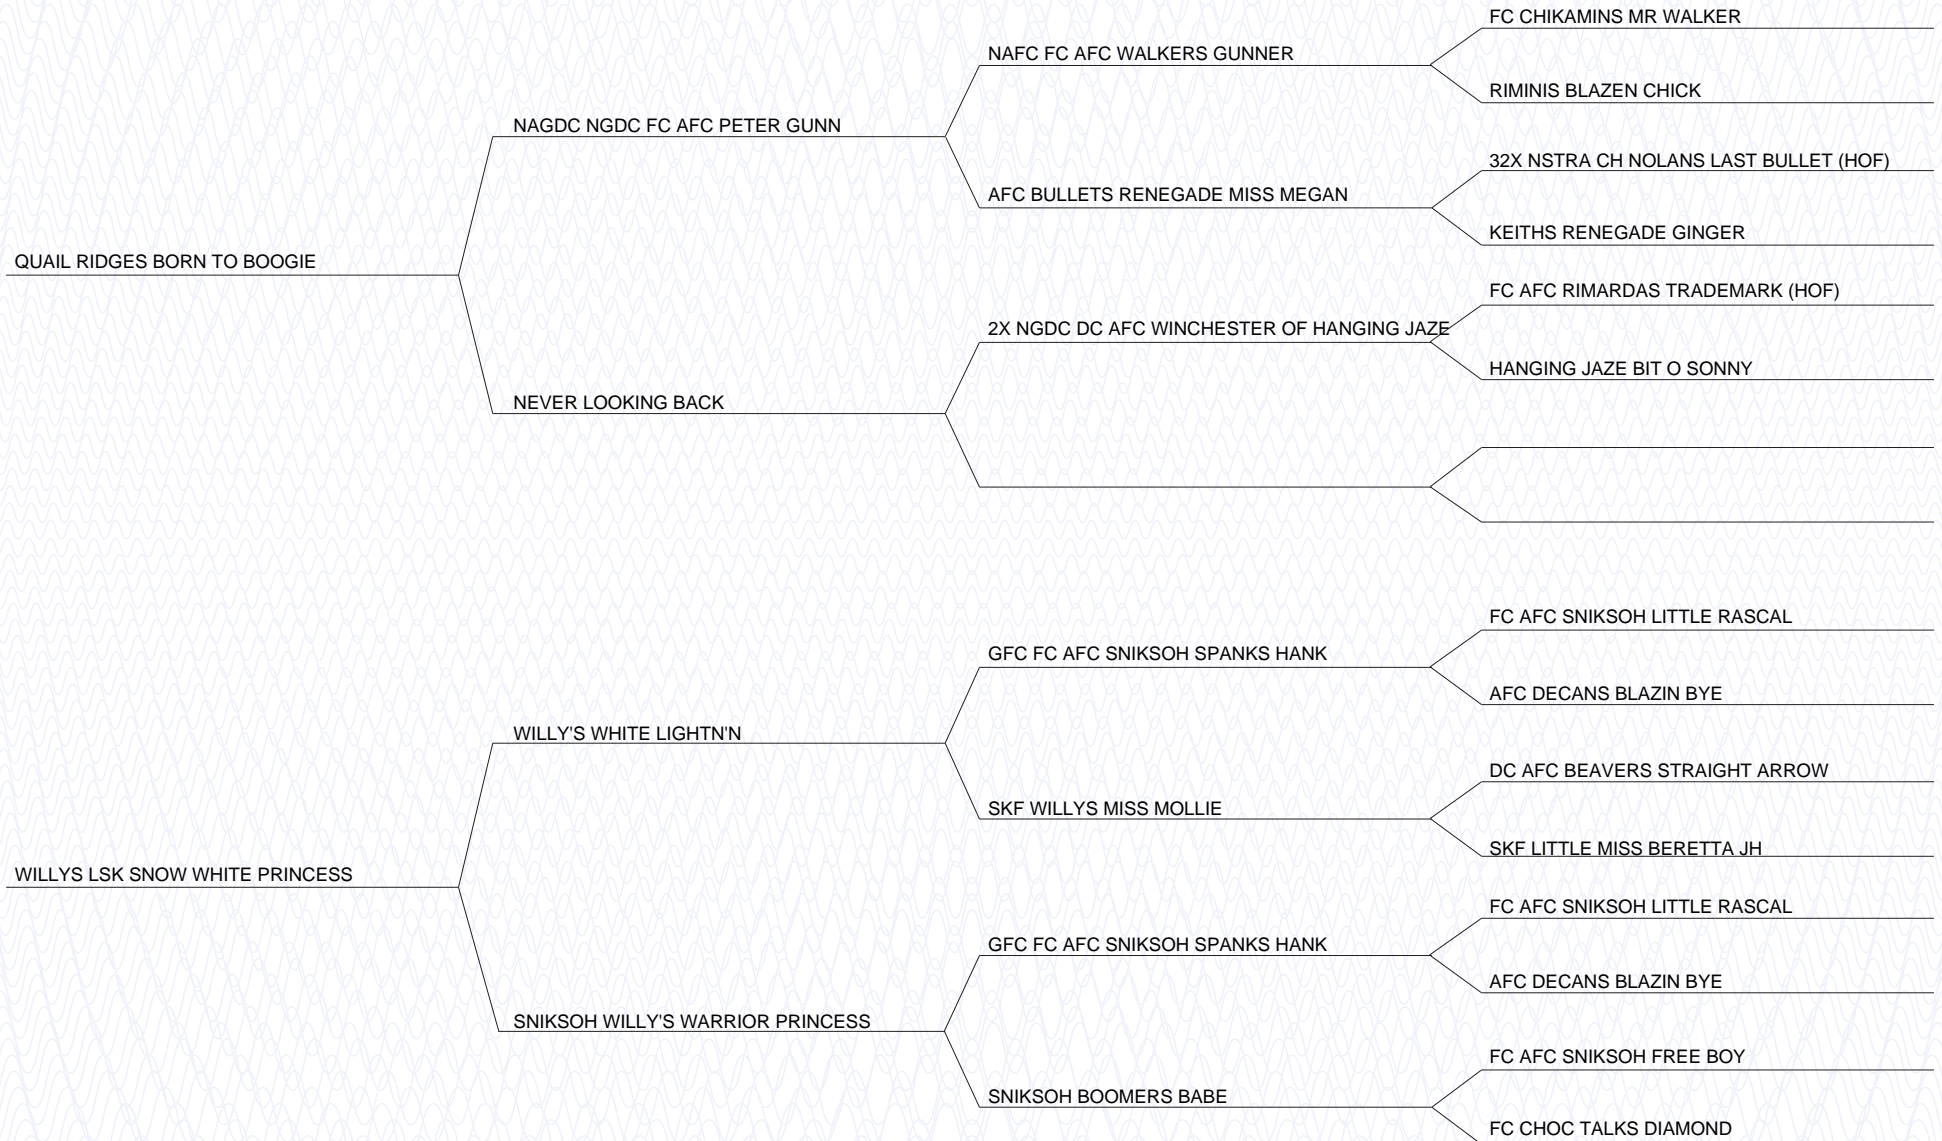 FC CHIKAMINS MR WALKER
NAFC FC AFC WALKERS GUNNER
RIMINIS BLAZEN CHICK
NAGDC NGDC FC AFC PETER GUNN
32X NSTRA CH NOLANS LAST BULLET (HOF)
AFC BULLETS RENEGADE MISS MEGAN
KEITHS RENEGADE GINGER
QUAIL RIDGES BORN TO BOOGIE
FC AFC RIMARDAS TRADEMARK (HOF)
2X NGDC DC AFC WINCHESTER OF HANGING JAZE
HANGING JAZE BIT O SONNY
NEVER LOOKING BACK
FC AFC SNIKSOH LITTLE RASCAL
GFC FC AFC SNIKSOH SPANKS HANK
AFC DECANS BLAZIN BYE
WILLY'S WHITE LIGHTN'N
DC AFC BEAVERS STRAIGHT ARROW
SKF WILLYS MISS MOLLIE
SKF LITTLE MISS BERETTA JH
WILLYS LSK SNOW WHITE PRINCESS
FC AFC SNIKSOH LITTLE RASCAL
GFC FC AFC SNIKSOH SPANKS HANK
AFC DECANS BLAZIN BYE
SNIKSOH WILLY'S WARRIOR PRINCESS
FC AFC SNIKSOH FREE BOY
SNIKSOH BOOMERS BABE
FC CHOC TALKS DIAMOND